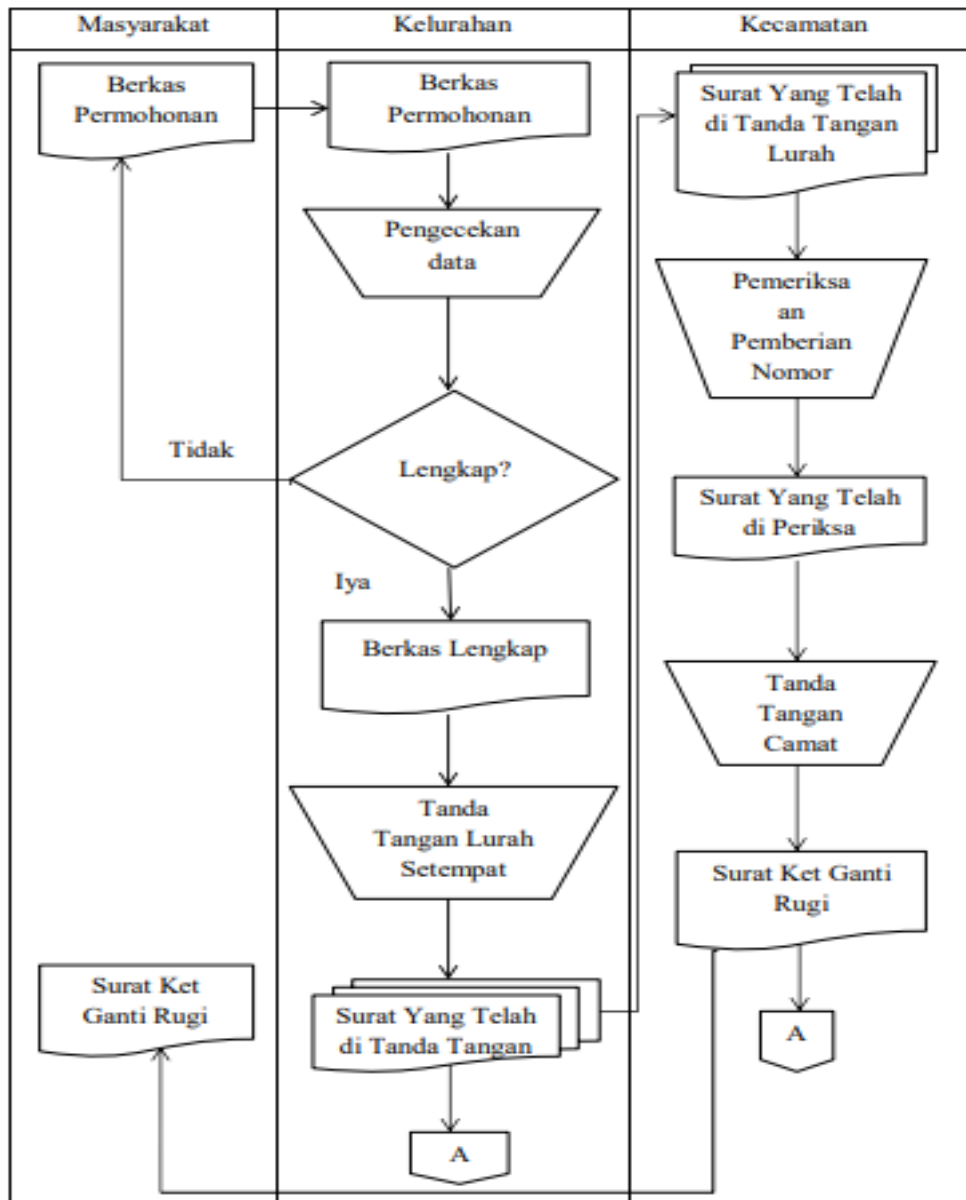 Masyarakat
Kelurahan
Kecamatan
Berkas
Permohonan
Berkas
Permohonan
Pengecekan
data
Lengkap?
Tidak
Iya
Berkas Lengkap
Tanda
Tangan Lurah
Setempat
Surat Yang Telah
di Tanda Tangan
A
Surat Yang Telah
di Tanda Tangan
Lurah
Pemeriksa
an
Pemberian
Nomor
Surat Yang Telah
di Periksa
Tanda
Tangan
Camat
Surat Ket Ganti
Rugi
A
Surat Ket
Ganti Rugi